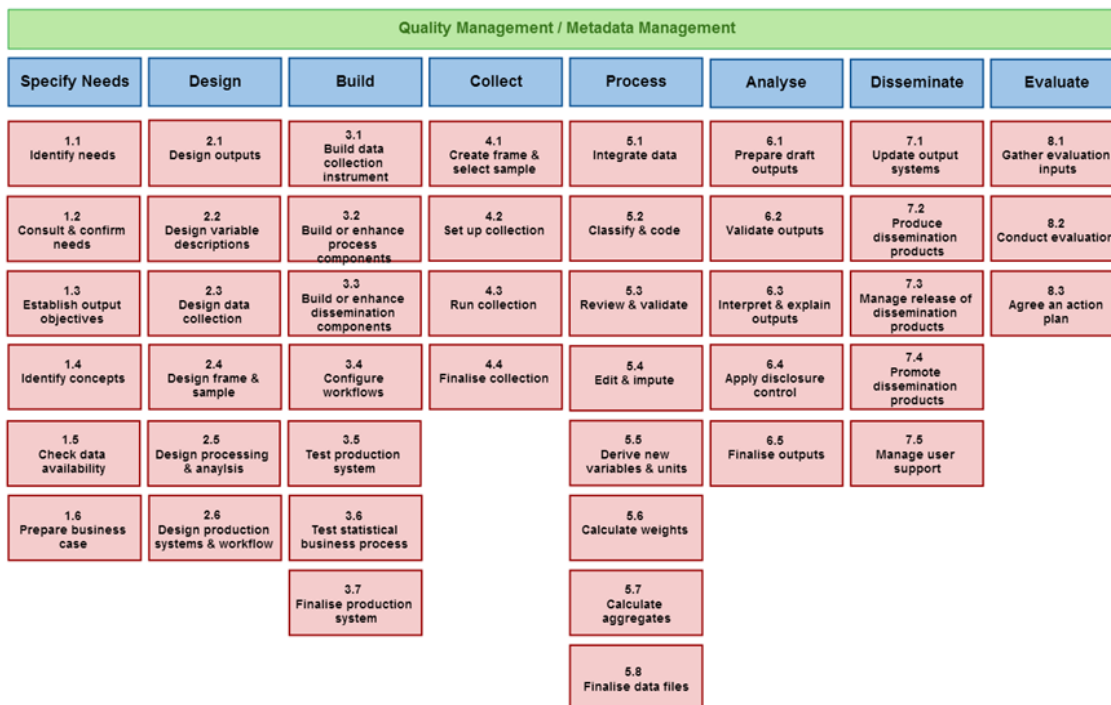 Quality Management / Metadata Management
Specify Needs
Design
Build
Collect
Process
Analyse
Disseminate
Evaluate
1.1
Identify needs
1.2
Consult & confirm
needs
1.3
Establish output
objectives
1.4
Identify concepts
1.5
Check data
availability
1.6
Prepare business
case
2.1
Design outputs
2.2
Design variable
descriptions
2.3
Design data
collection
2.4
Design frame &
sample
2.5
Design processing
& anaylsis
2.6
Design production
systems & workflow
3.1
Build data
collection
instrument
3.2
Build or enhance
process
components
3.3
Build or enhance
dissemination
components
3.4
Configure
workflows
3.5
Test production
system
3.6
Test statistical
business process
3.7
Finalise production
system
4.1
Create frame &
select sample
4.2
Set up collection
4.3
Run collection
4.4
Finalise collection
5.1
Integrate data
5.2
Classify & code
5.3
Review & validate
5.4
Edit & impute
5.5
Derive new
variables & units
5.6
Calculate weights
5.7
Calculate
aggregates
5.8
Finalise data files
6.1
Prepare draft
outputs
6.2
Validate outputs
6.3
Interpret & explain
outputs
6.4
Apply disclosure
control
6.5
Finalise outputs
7.1
Update output
systems
7.2
Produce
dissemination
products
7.3
Manage release of
dissemination
products
7.4
Promote
dissemination
products
7.5
Manage user
support
8.1
Gather evaluation
inputs
8.2
Conduct evaluation
8.3
Agree an action
plan